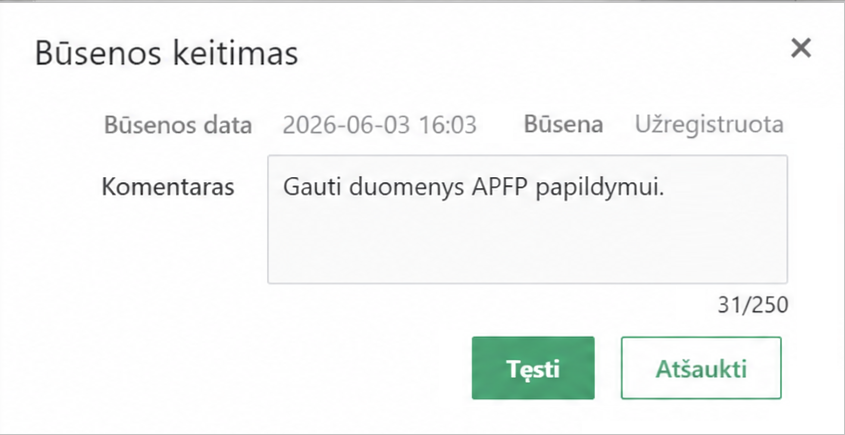 Būsenos keitimas
Būsenos data 2026-06-03 16:03 Būsena Užregistruota
Komentaras Gauti duomenys APFP papildymui.
31/250
Tęsti Atšaukti